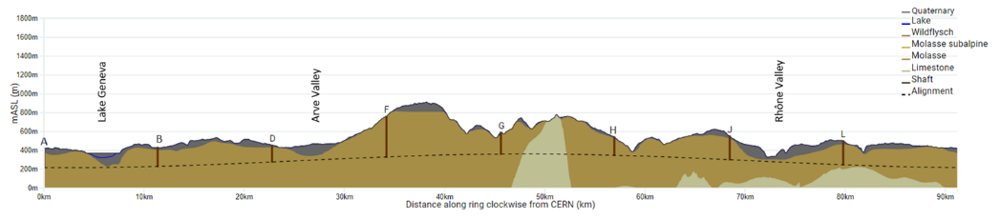 1800m
1600m
1400m
1200m
1000m
800m
600m
400m
200m
0m
mASL (m)
Lake Geneva
Arve Valley
Rhône Valley
A
B
D
F
G
H
J
L
0km
10km
20km
30km
40km
50km
60km
70km
80km
90km
Distance along ring clockwise from CERN (km)
Quaternary
Lake
Wildflysch
Molasse subalpine
Molasse
Limestone
Shaft
Alignment